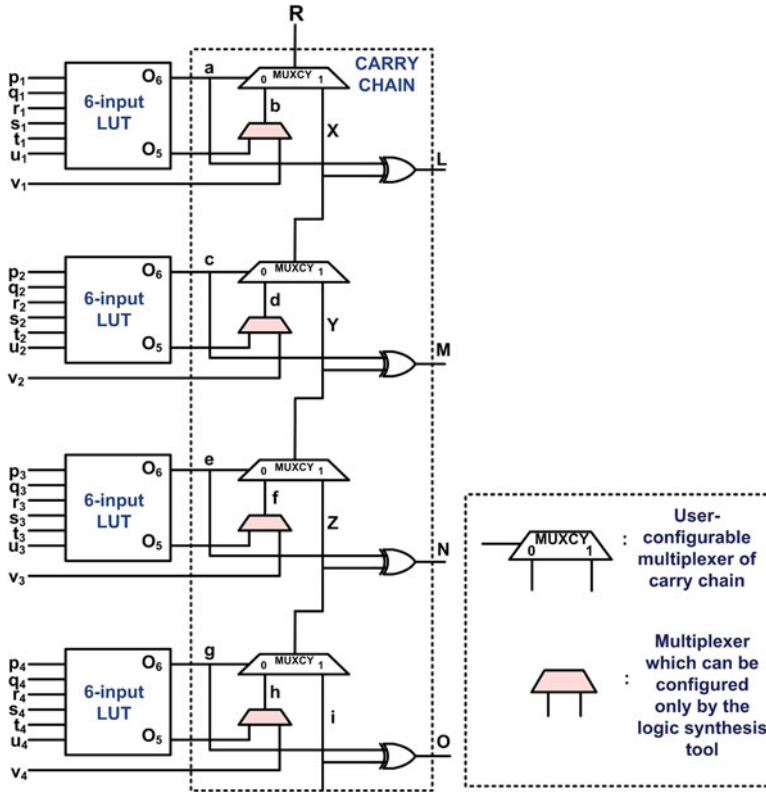 R
CARRY
CHAIN
p1
q1
r1
s1
t1
u1
v1
6-input
LUT
O6
O5
a
0 MUXCY 1
b
X
L
p2
q2
r2
s2
t2
u2
v2
6-input
LUT
O6
O5
c
0 MUXCY 1
d
Y
M
p3
q3
r3
s3
t3
u3
v3
6-input
LUT
O6
O5
e
0 MUXCY 1
f
Z
N
p4
q4
r4
s4
t4
u4
v4
6-input
LUT
O6
O5
g
0 MUXCY 1
h
i
O
MUXCY
0 1
:
User-
configurable
multiplexer of
carry chain
:
Multiplexer
which can be
configured
only by the
logic synthesis
tool